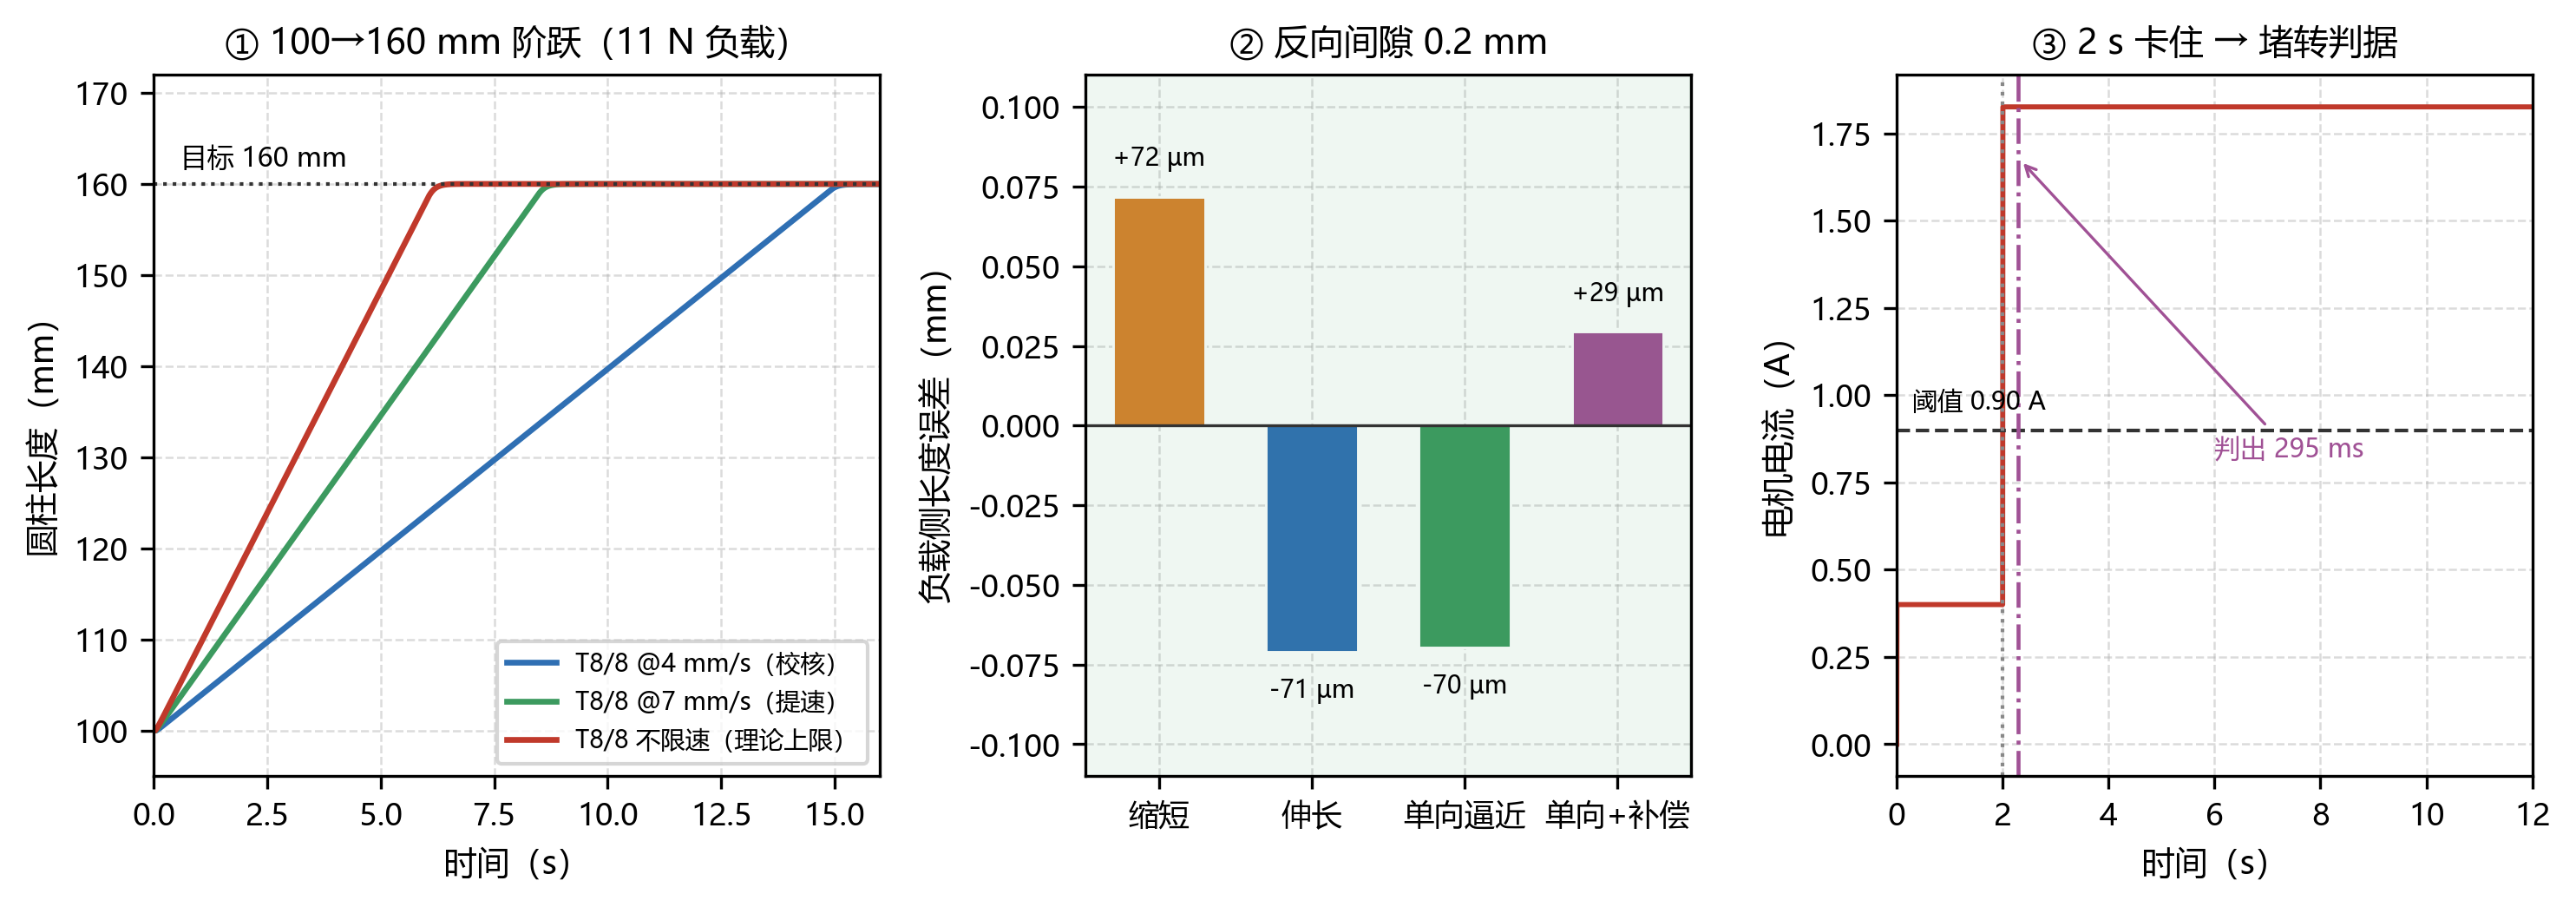 ① 100→160 mm 阶跃（11 N 负载）
170
160
150
140
130
120
110
100
圆柱长度（mm）
目标 160 mm
T8/8 @4 mm/s（校核）
T8/8 @7 mm/s（提速）
T8/8 不限速（理论上限）
0.0 2.5 5.0 7.5 10.0 12.5 15.0
时间（s）
② 反向间隙 0.2 mm
0.100
0.075
0.050
0.025
0.000
-0.025
-0.050
-0.075
-0.100
负载侧长度误差（mm）
+72 μm
-71 μm
-70 μm
+29 μm
缩短 伸长 单向逼近 单向+补偿
③ 2 s 卡住 → 堵转判据
1.75
1.50
1.25
1.00
0.75
0.50
0.25
0.00
电机电流（A）
阈值 0.90 A
判出 295 ms
0 2 4 6 8 10 12
时间（s）